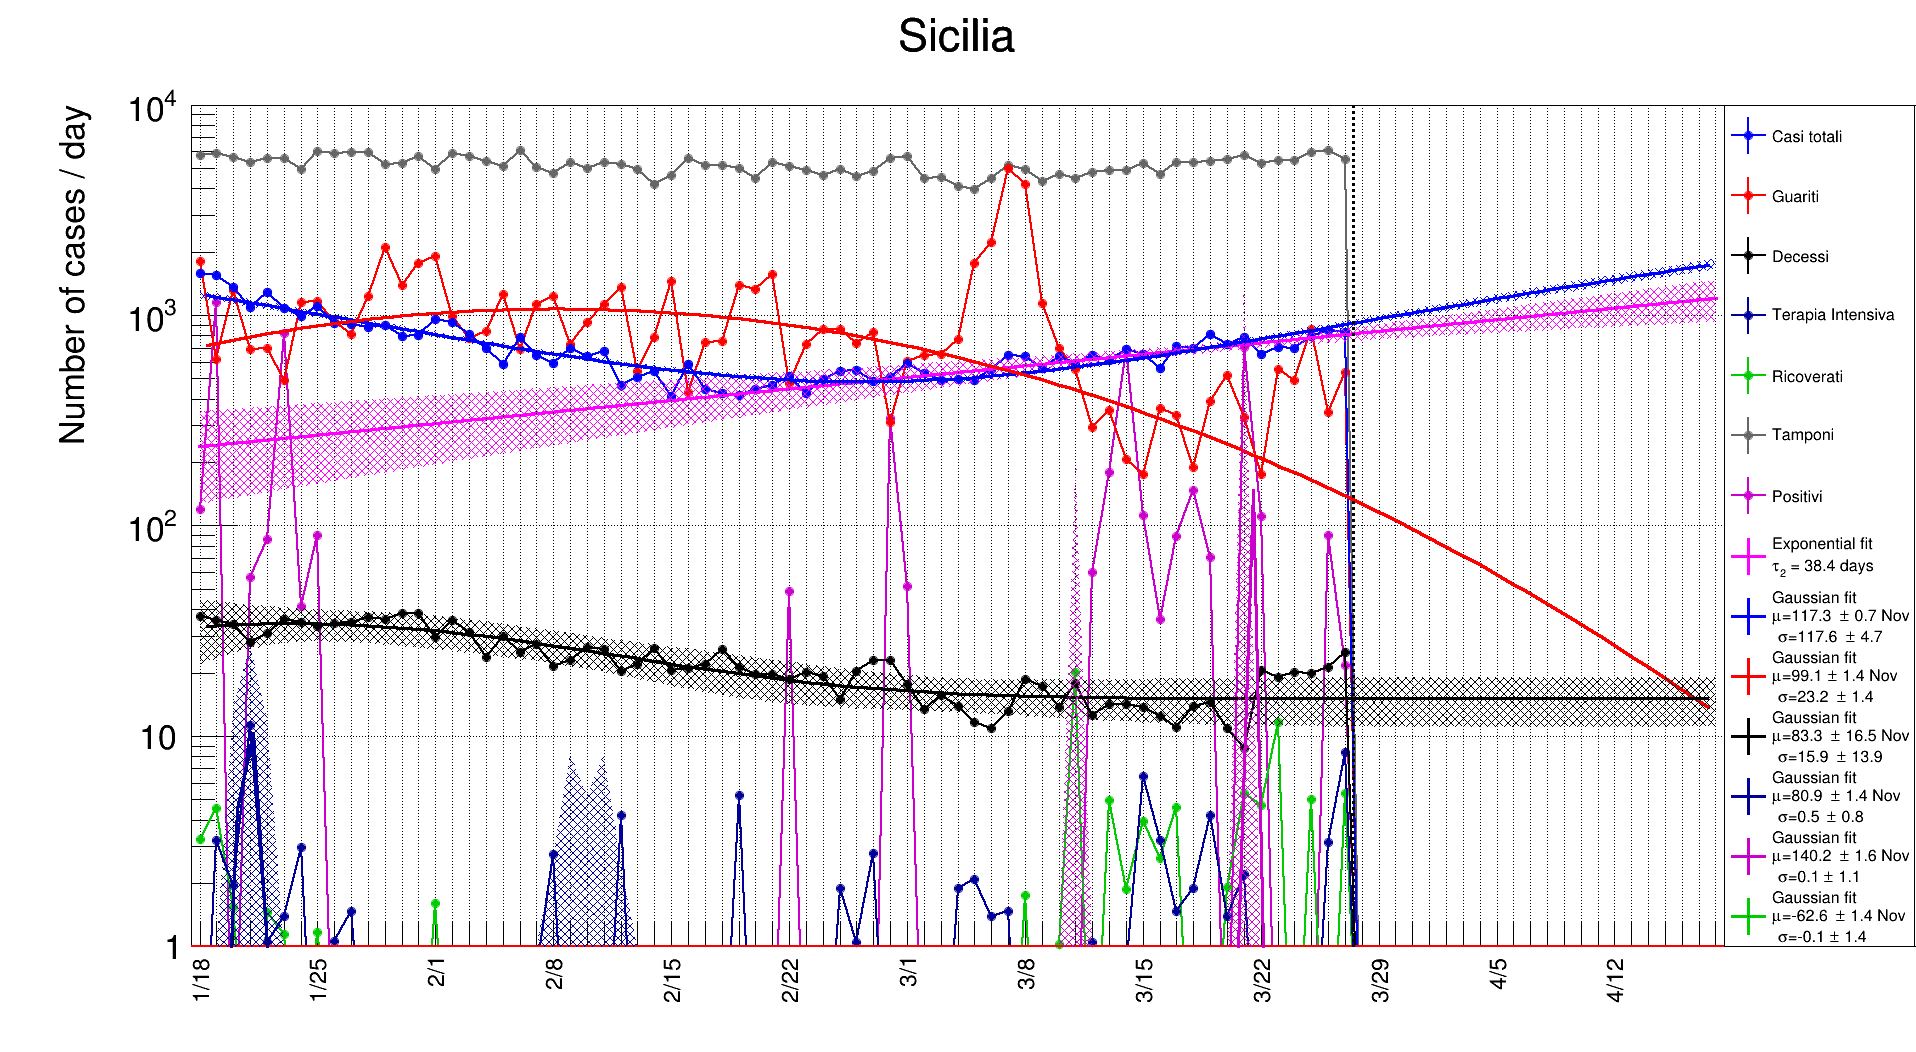 Sicilia
Number of cases / day
10^4
10^3
10^2
10
1
1/18
1/25
2/1
2/8
2/15
2/22
3/1
3/8
3/15
3/22
3/29
4/5
4/12
Casi totali
Guariti
Decessi
Terapia Intensiva
Ricoverati
Tamponi
Positivi
Exponential fit
τ_2 = 38.4 days
Gaussian fit
μ=117.3 ± 0.7 Nov
σ=117.6 ± 4.7
Gaussian fit
μ=99.1 ± 1.4 Nov
σ=23.2 ± 1.4
Gaussian fit
μ=83.3 ± 16.5 Nov
σ=15.9 ± 13.9
Gaussian fit
μ=80.9 ± 1.4 Nov
σ=0.5 ± 0.8
Gaussian fit
μ=140.2 ± 1.6 Nov
σ=0.1 ± 1.1
Gaussian fit
μ=-62.6 ± 1.4 Nov
σ=-0.1 ± 1.4